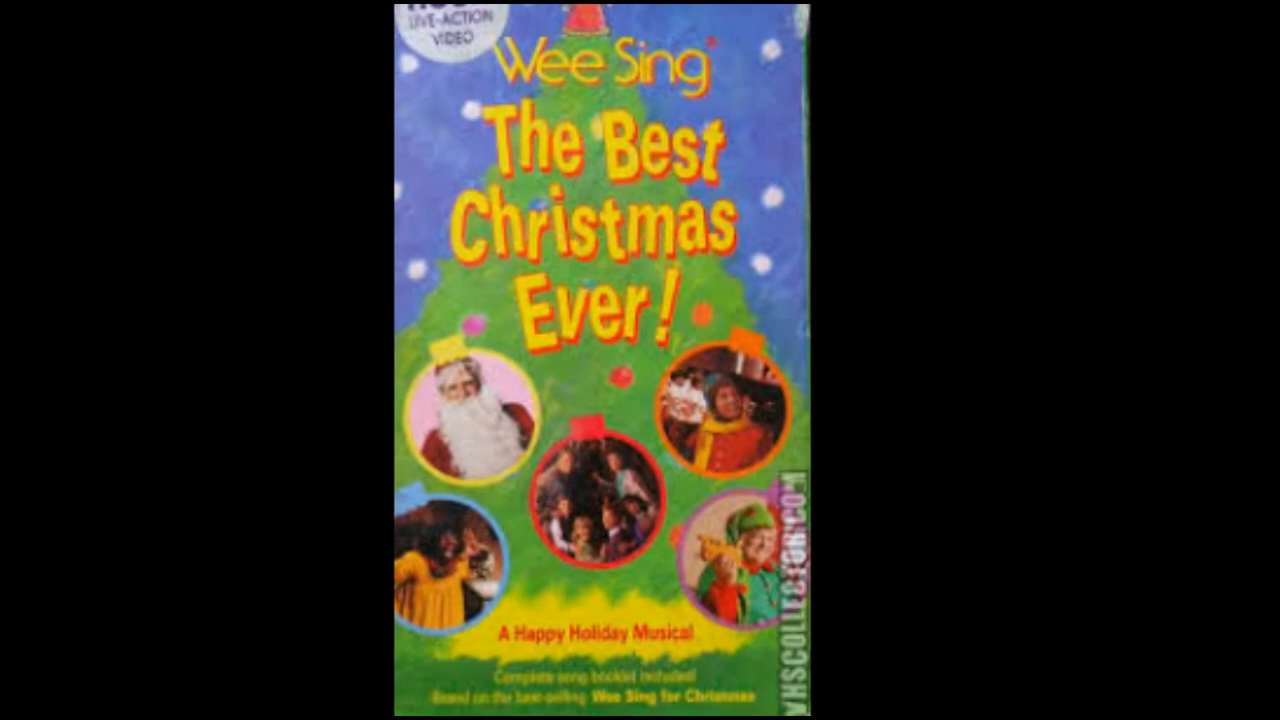 LIVE-ACTION
VIDEO
Wee Sing®
The Best
Christmas
Ever!
A Happy Holiday Musical
Complete song booklet included!
Based on the best-selling Wee Sing for Christmas
VHSCOLLECTOR.COM